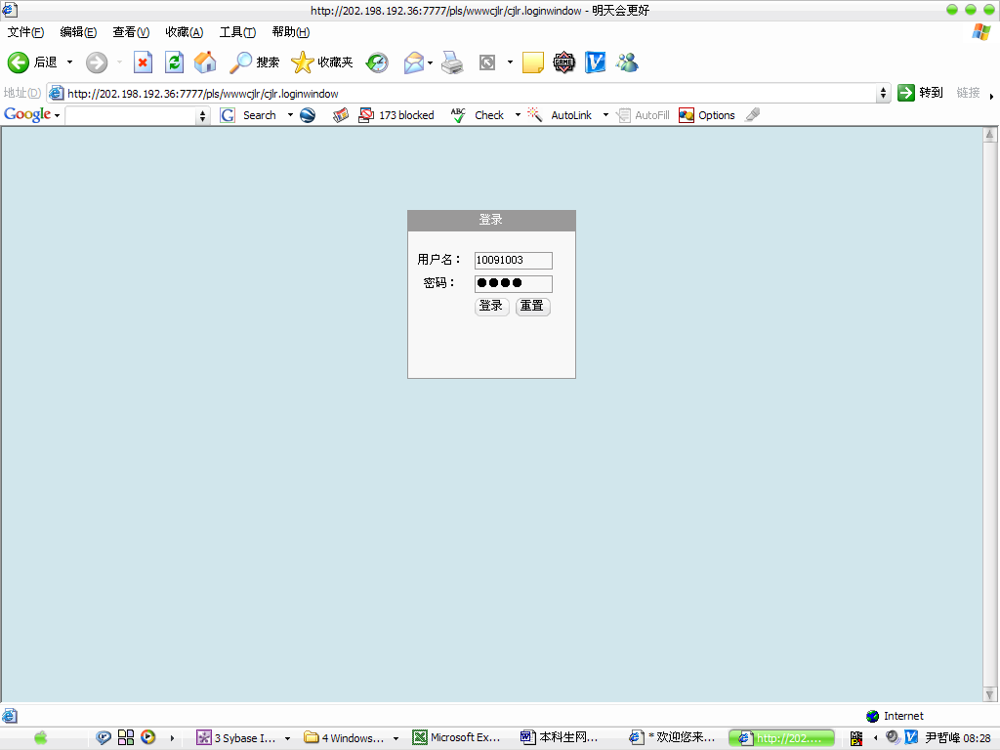 http://202.198.192.36:7777/pls/wwwcjlr/cjlr.loginwindow - 明天会更好
文件(F) 编辑(E) 查看(V) 收藏(A) 工具(T) 帮助(H)
后退 搜索 收藏夹
地址(D) http://202.198.192.36:7777/pls/wwwcjlr/cjlr.loginwindow 转到 链接
Google Search 173 blocked ABC Check AutoLink AutoFill Options
登录
用户名： 10091003
密码： ●●●●
登录 重置
Internet
3 Sybase I... 4 Windows... Microsoft Ex... 本科生网... * 欢迎您来... http://202.... 尹哲峰 08:28